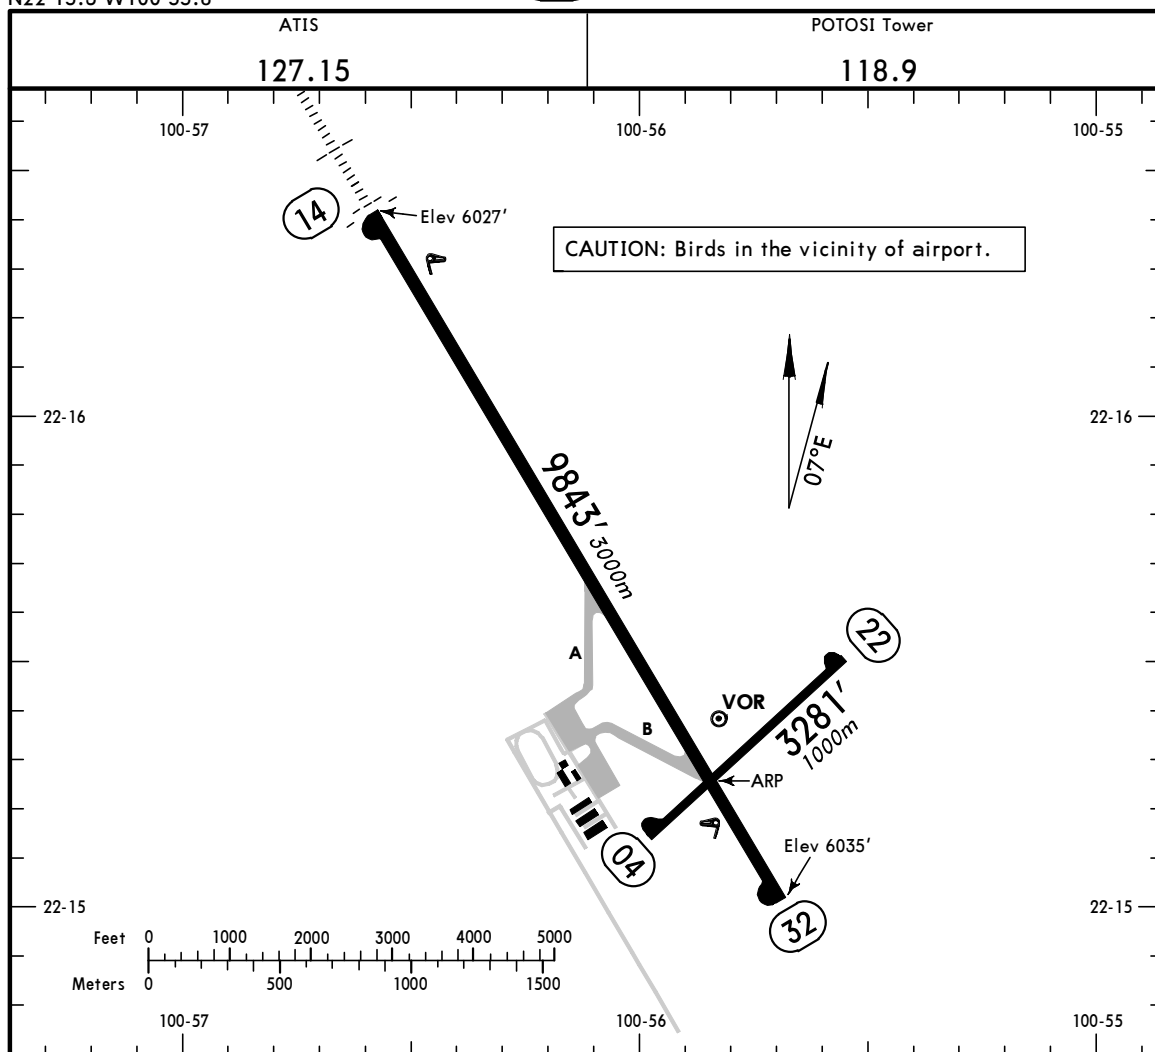 ATIS
POTOSI Tower
127.15
118.9
100-57
100-56
100-55
14
Elev 6027'
CAUTION: Birds in the vicinity of airport.
22-16
22-16
07°E
9843' 3000m
22
A
VOR
B
3281'
1000m
ARP
04
Elev 6035'
32
22-15
22-15
Feet 0 1000 2000 3000 4000 5000
Meters 0 500 1000 1500
100-57
100-56
100-55